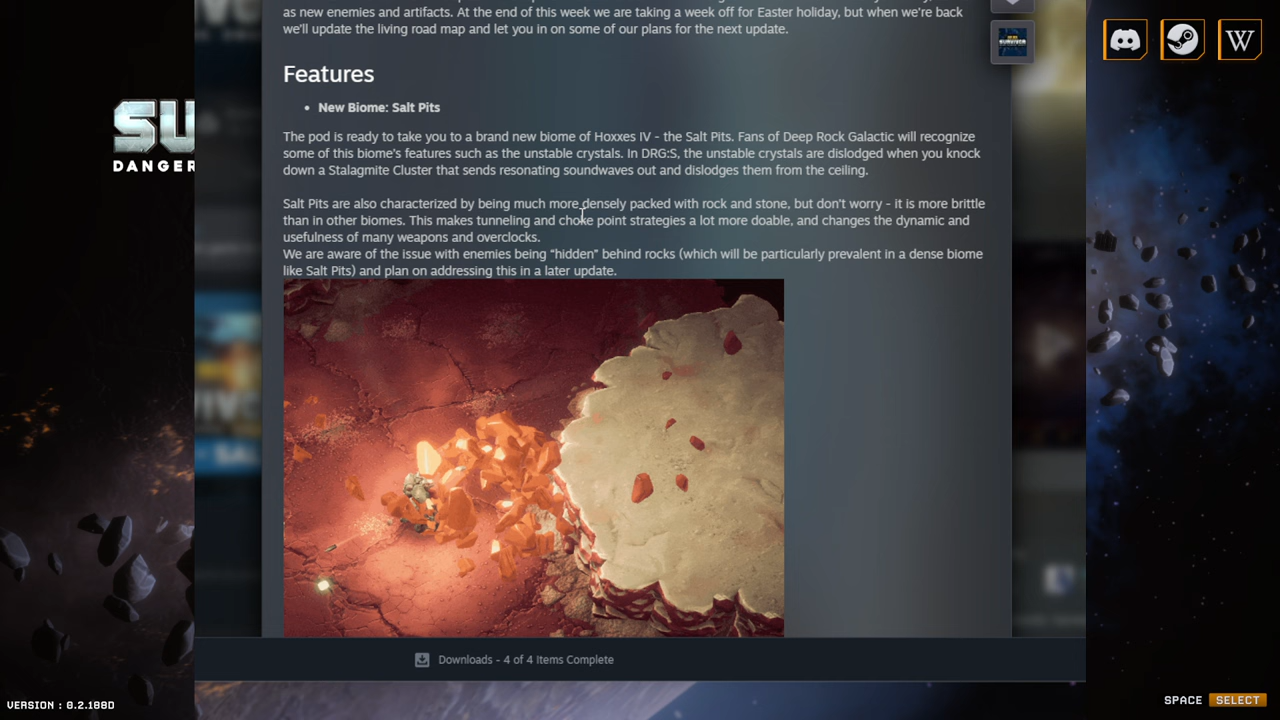 as new enemies and artifacts. At the end of this week we are taking a week off for Easter holiday, but when we're back
we'll update the living road map and let you in on some of our plans for the next update.
Features
• New Biome: Salt Pits
The pod is ready to take you to a brand new biome of Hoxxes IV - the Salt Pits. Fans of Deep Rock Galactic will recognize
some of this biome's features such as the unstable crystals. In DRG:S, the unstable crystals are dislodged when you knock
down a Stalagmite Cluster that sends resonating soundwaves out and dislodges them from the ceiling.
Salt Pits are also characterized by being much more densely packed with rock and stone, but don't worry - it is more brittle
than in other biomes. This makes tunneling and choke point strategies a lot more doable, and changes the dynamic and
usefulness of many weapons and overclocks.
We are aware of the issue with enemies being "hidden" behind rocks (which will be particularly prevalent in a dense biome
like Salt Pits) and plan on addressing this in a later update.
SU
DANGER
W
Downloads - 4 of 4 Items Complete
VERSION : 0.2.188D
SPACE SELECT